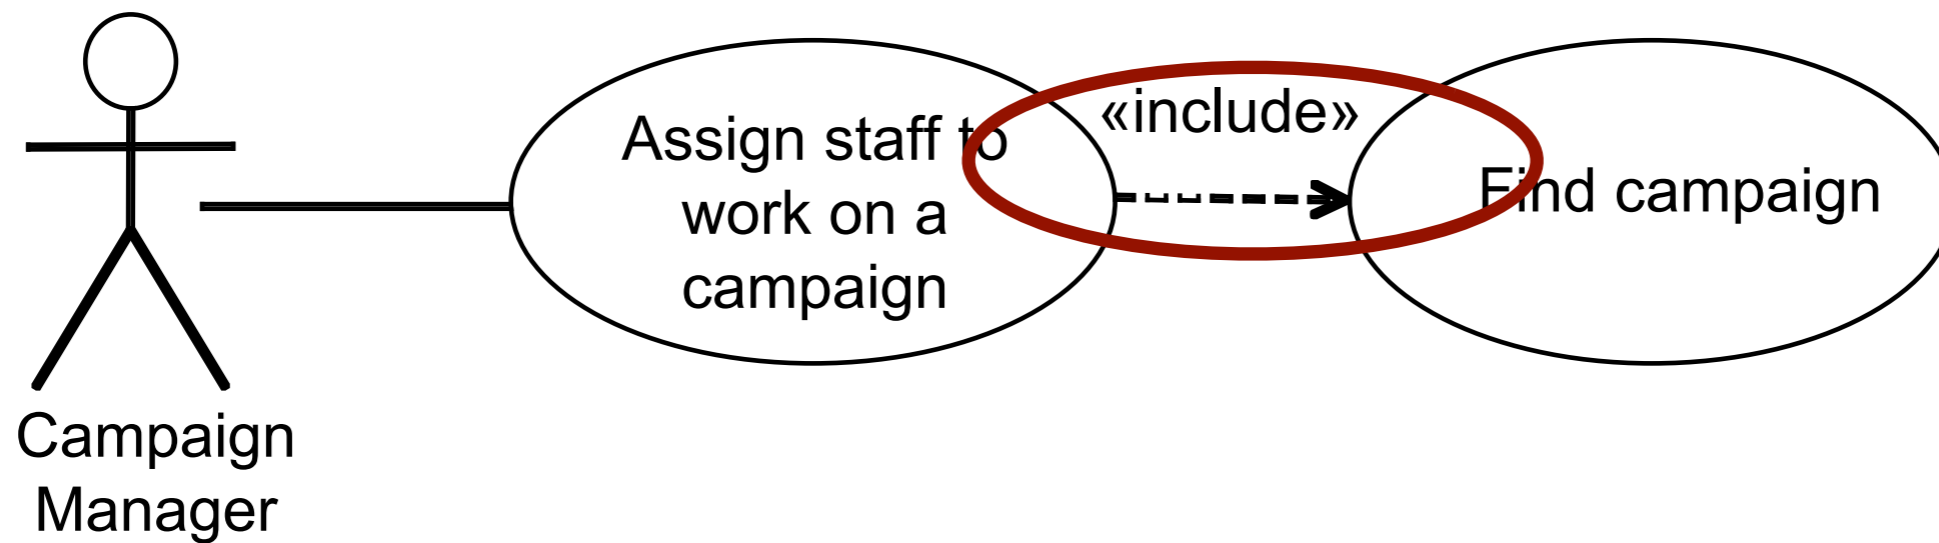 Assign staff to
work on a
campaign
«include»
Find campaign
Campaign
Manager